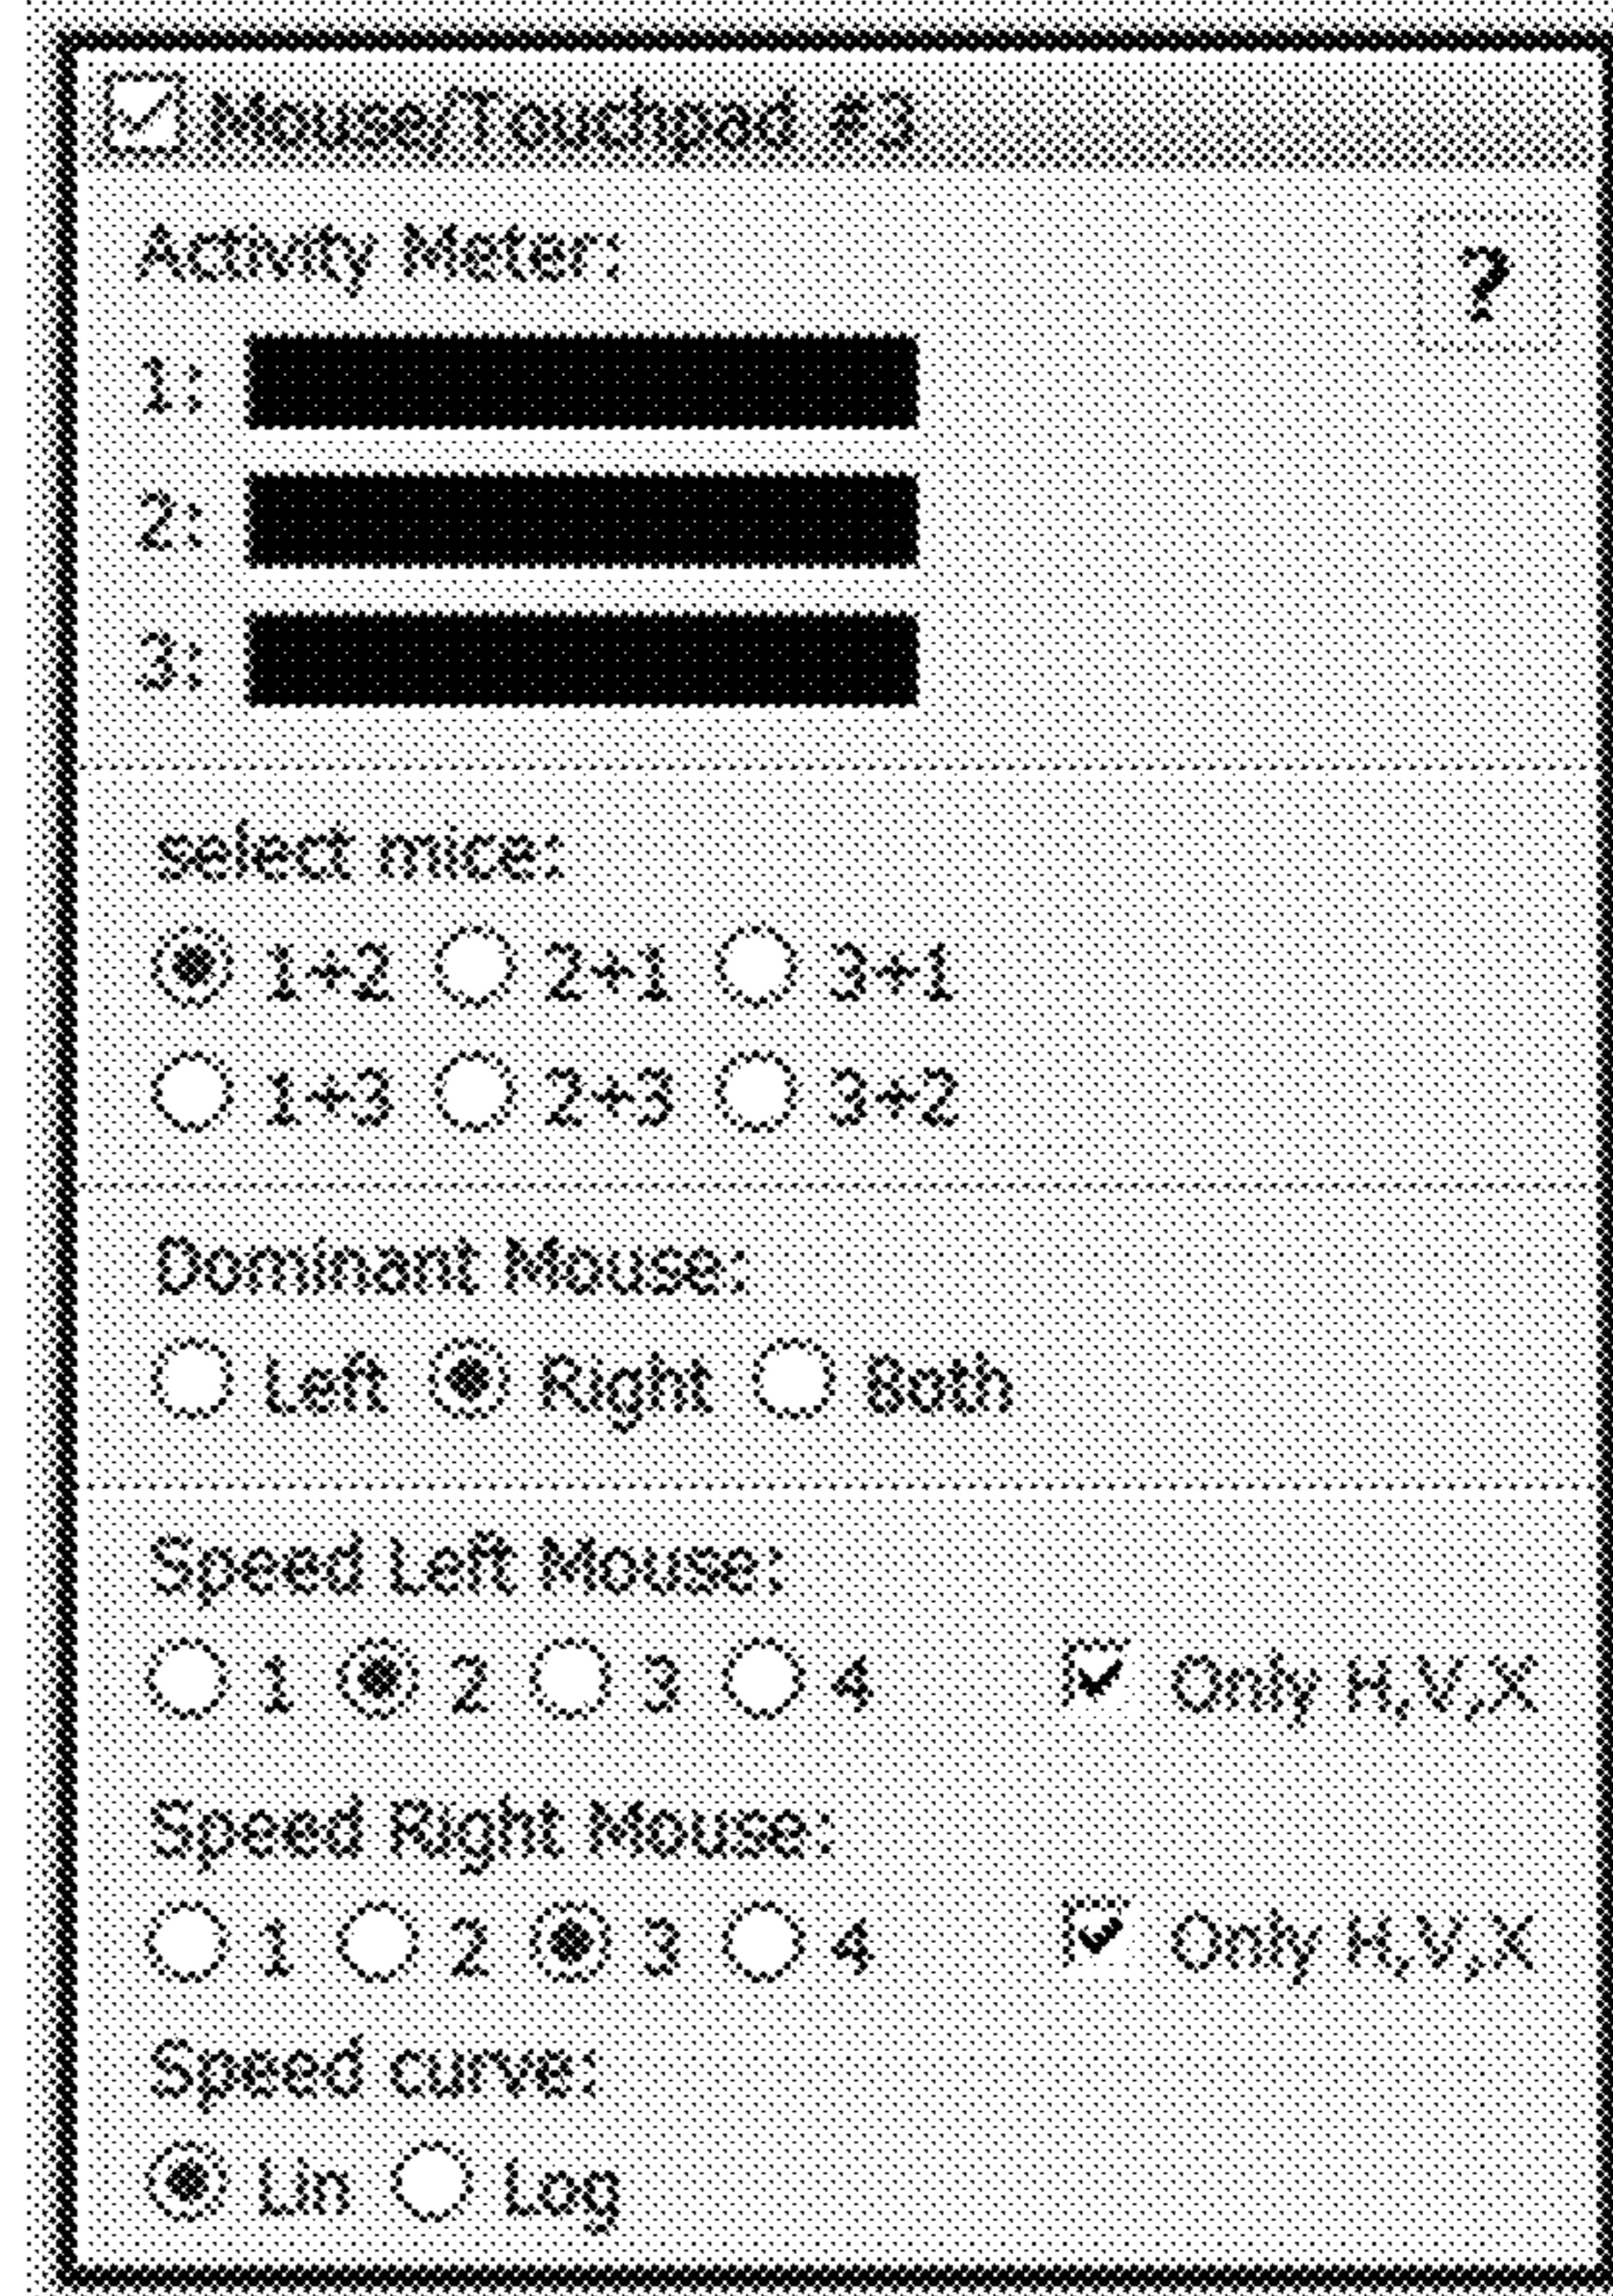 Mouse/Touchpad #3
Activity Meter:
?
1:
2:
3:
select mice:
1+2 2+1 3+1
1+3 2+3 3+2
Dominant Mouse:
Left Right Both
Speed Left Mouse:
1 2 3 4 Only H,V,X
Speed Right Mouse:
1 2 3 4 Only H,V,X
Speed curve:
Lin Log